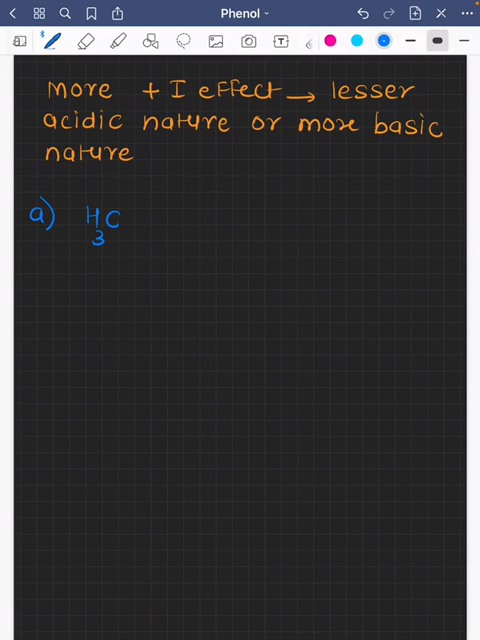 Phenol
More + I effect → lesser
acidic nature or more basic
nature
a) H3C